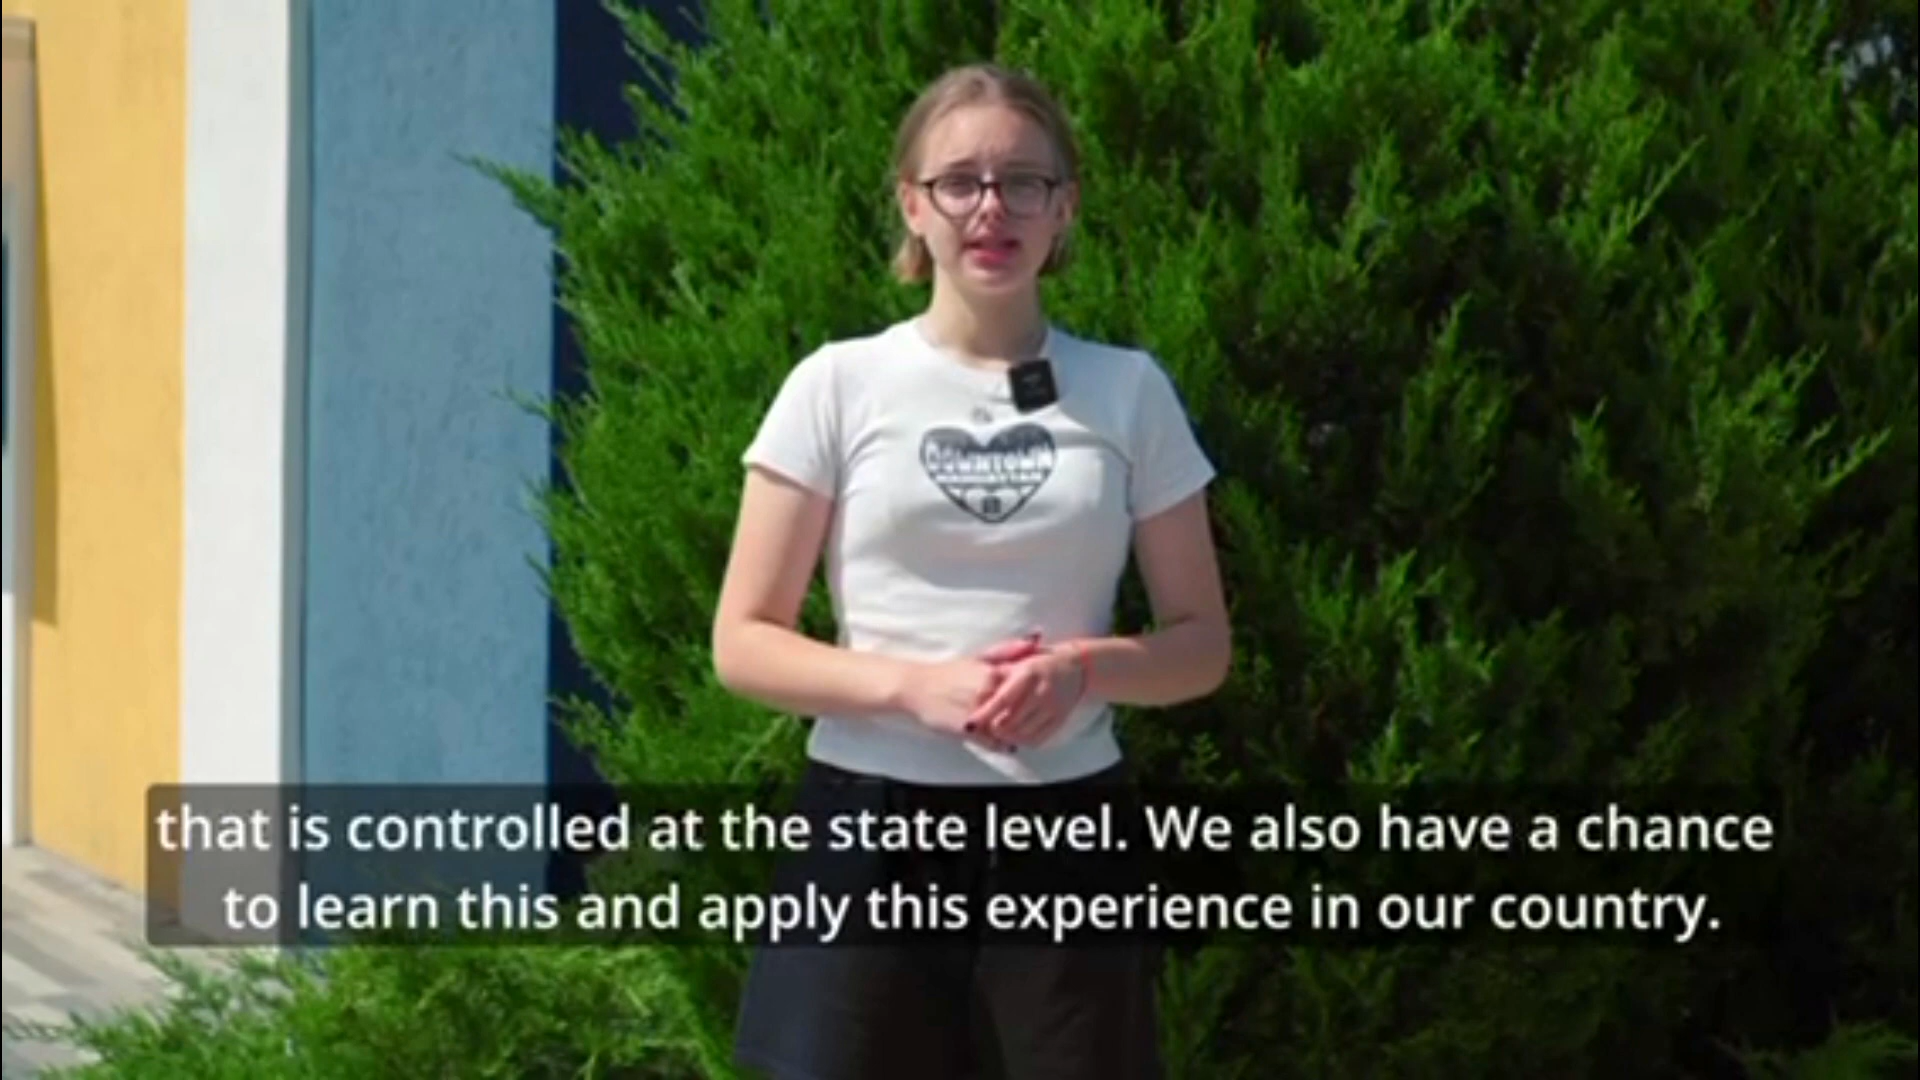 DOWNTOWN
that is controlled at the state level. We also have a chance
to learn this and apply this experience in our country.